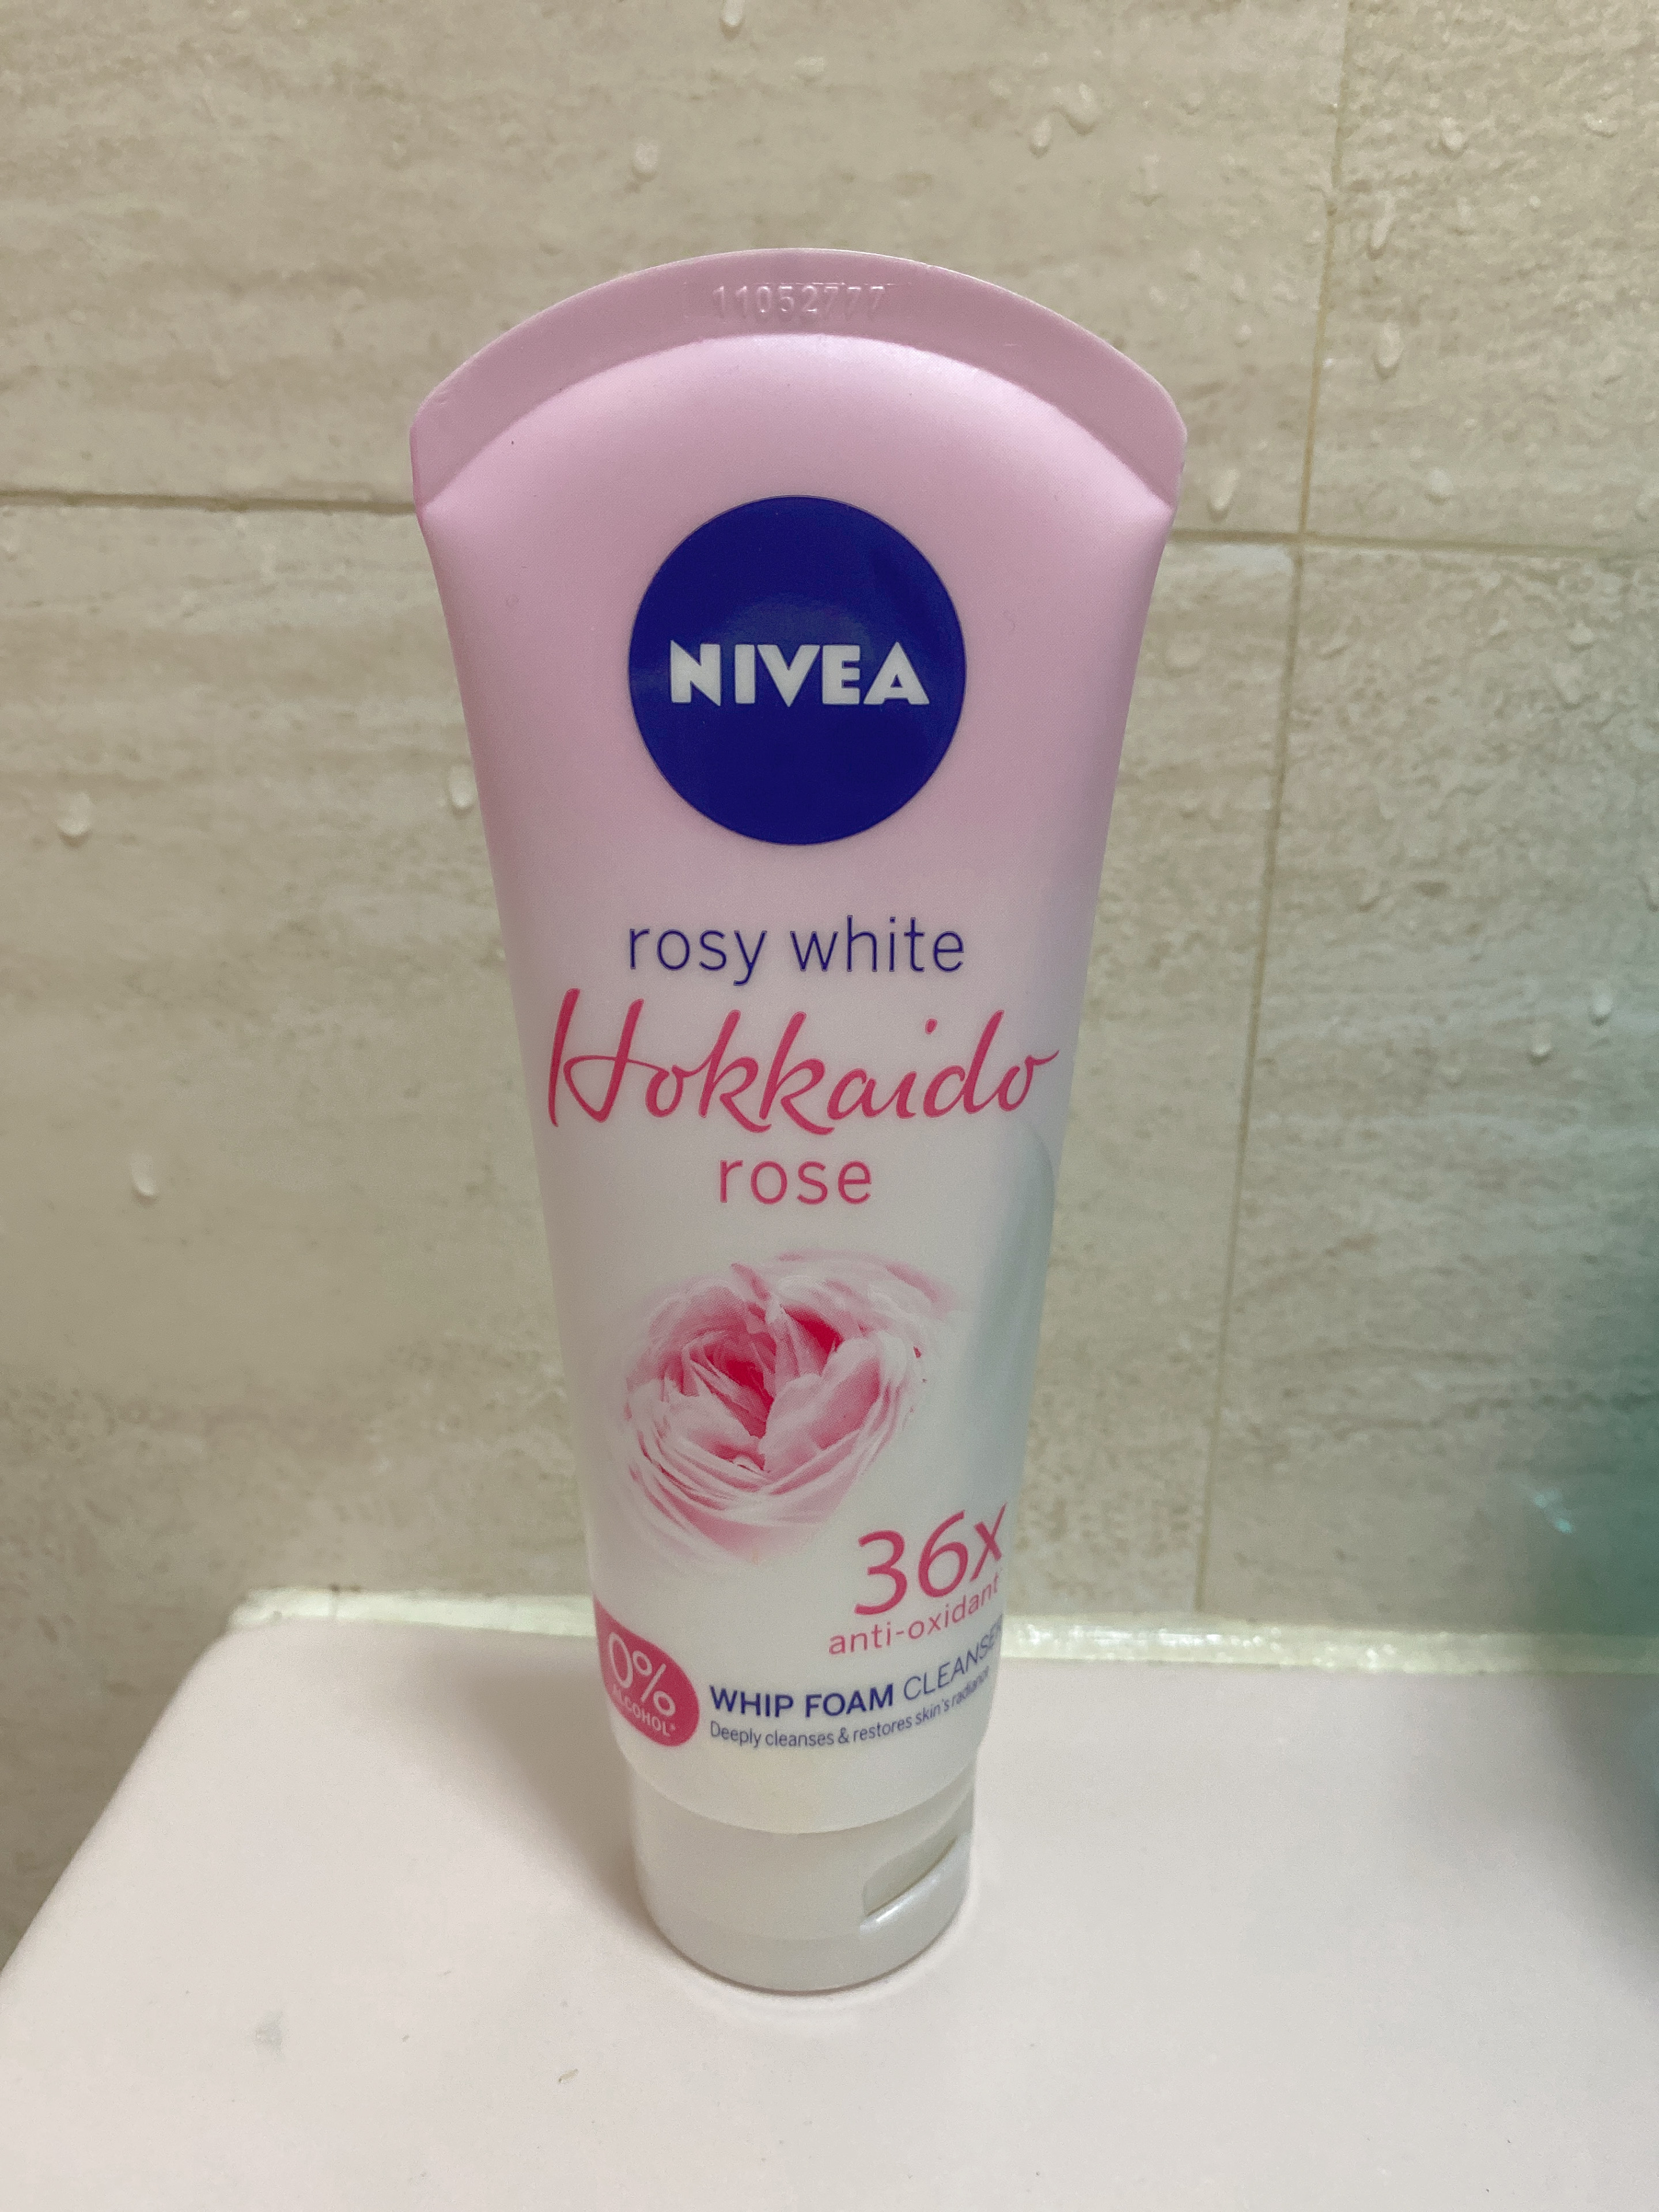 11052777
NIVEA
rosy white
Hokkaido
rose
36x
anti-oxidant
0%
ALCOHOL*
WHIP FOAM CLEANSER
Deeply cleanses & restores skin's radiance